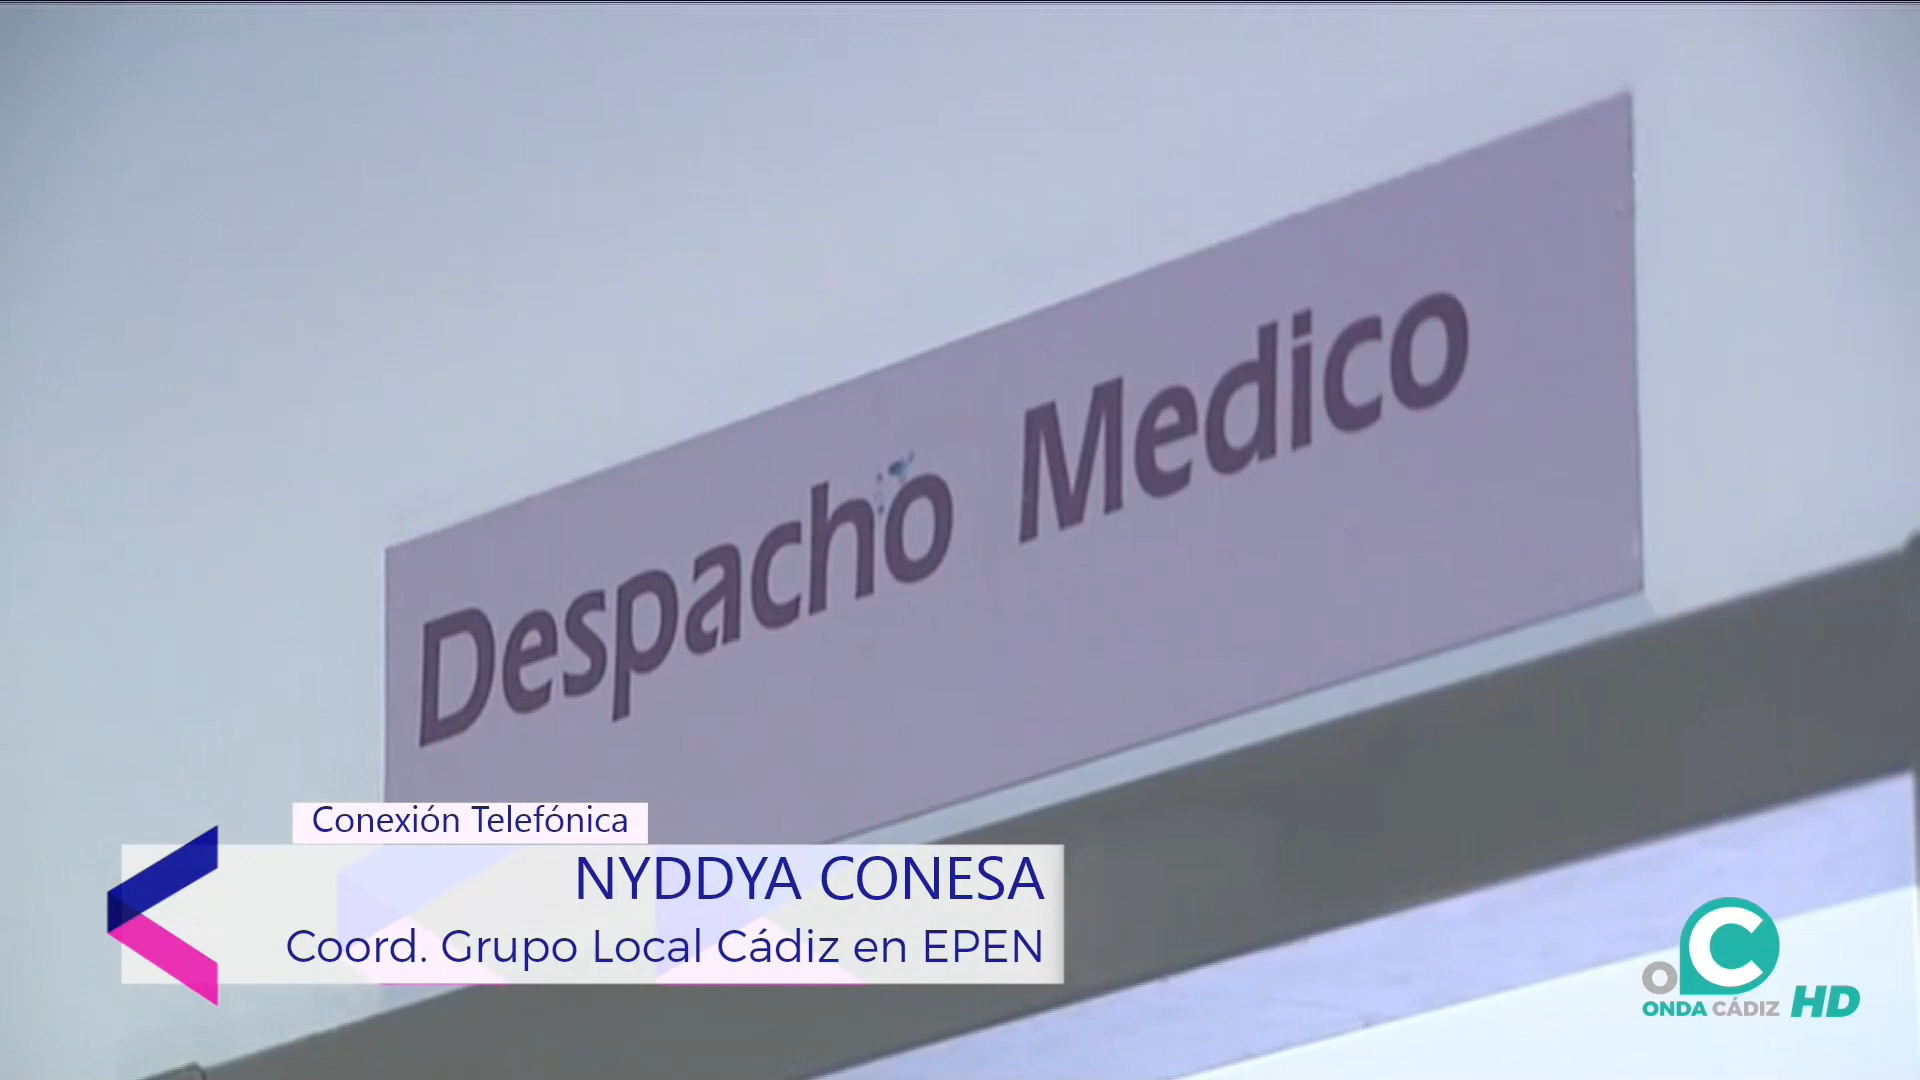 Despacho Medico
Conexión Telefónica
NYDDYA CONESA
Coord. Grupo Local Cádiz en EPEN
ONDA CÁDIZ HD